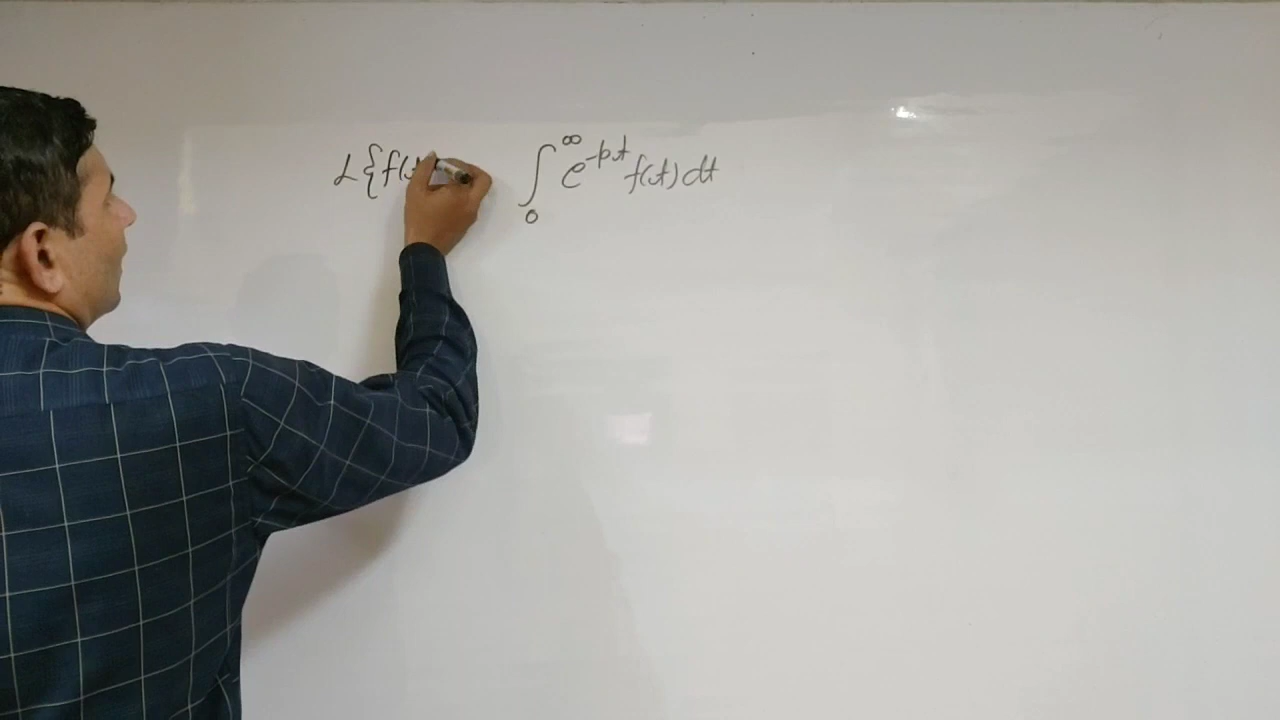 L{f(t ∫₀^∞ e^{-pt} f(t) dt